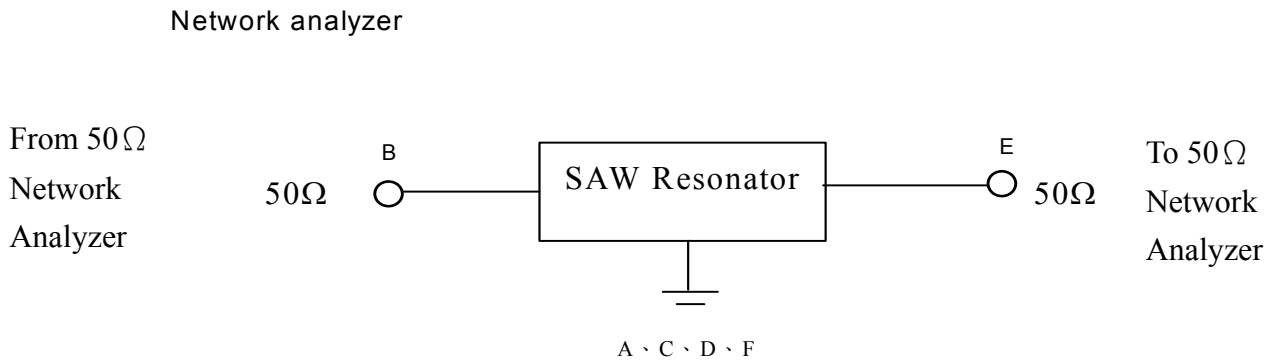 Network analyzer
From 50Ω
Network
Analyzer
50Ω
B
SAW Resonator
E
50Ω
To 50Ω
Network
Analyzer
A、C、D、F